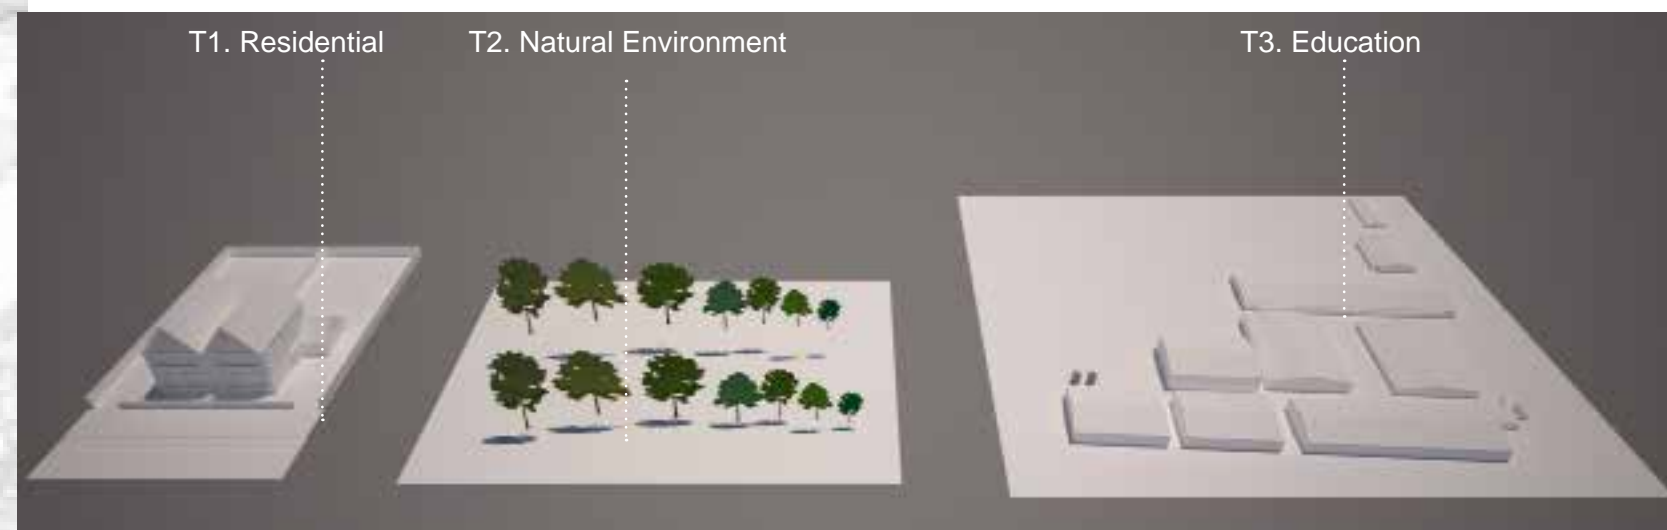 T1. Residential
T2. Natural Environment
T3. Education